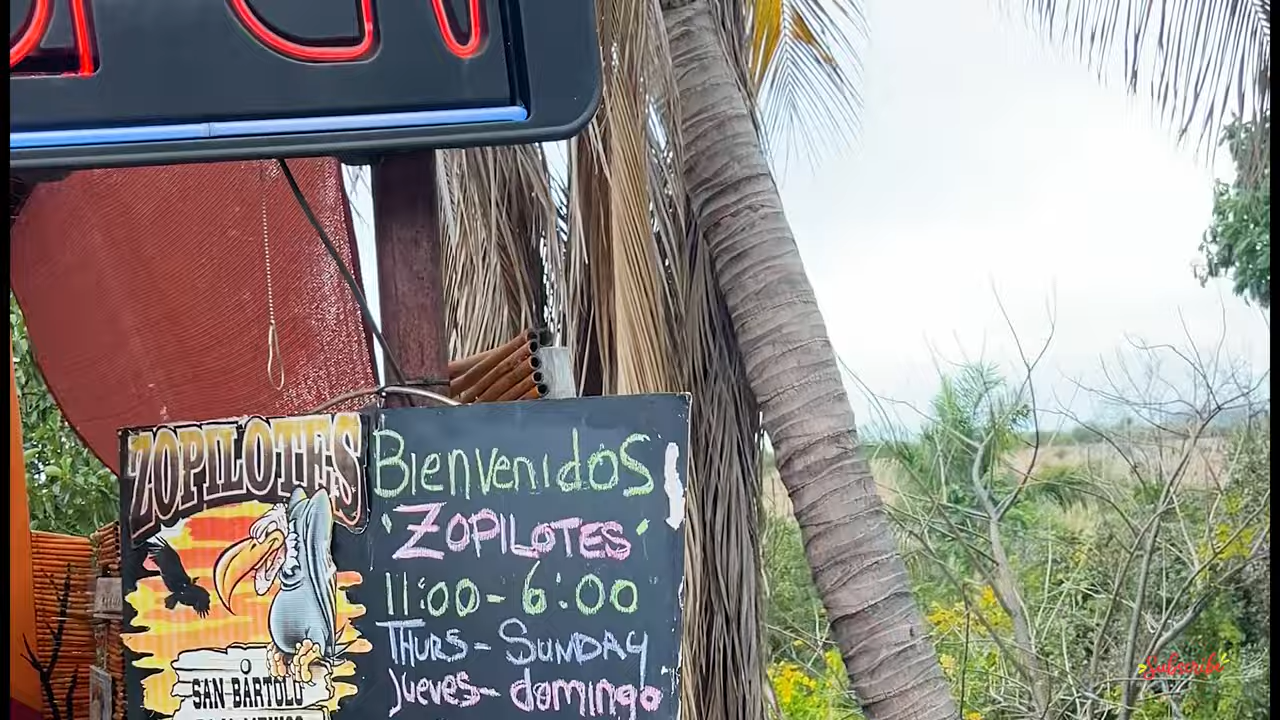 ZOPILOTES
SAN BARTOLO
BIenvenidoS
'ZOPILOTES'
11:00-6:00
THURS-SUNDAY
Jueves-domingo
Subscribe